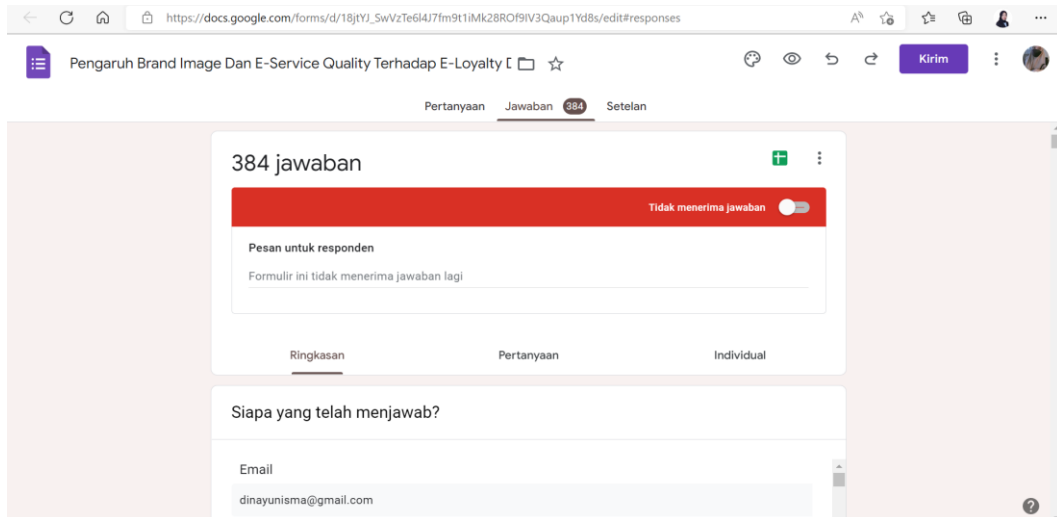 https://docs.google.com/forms/d/18jtYJ_SwVzTe6l4J7fm9t1iMk28ROf9IV3Qaup1Yd8s/edit#responses
Pengaruh Brand Image Dan E-Service Quality Terhadap E-Loyalty D
Kirim
Pertanyaan Jawaban 384 Setelan
384 jawaban
Tidak menerima jawaban
Pesan untuk responden
Formulir ini tidak menerima jawaban lagi
Ringkasan Pertanyaan Individual
Siapa yang telah menjawab?
Email
dinayunisma@gmail.com